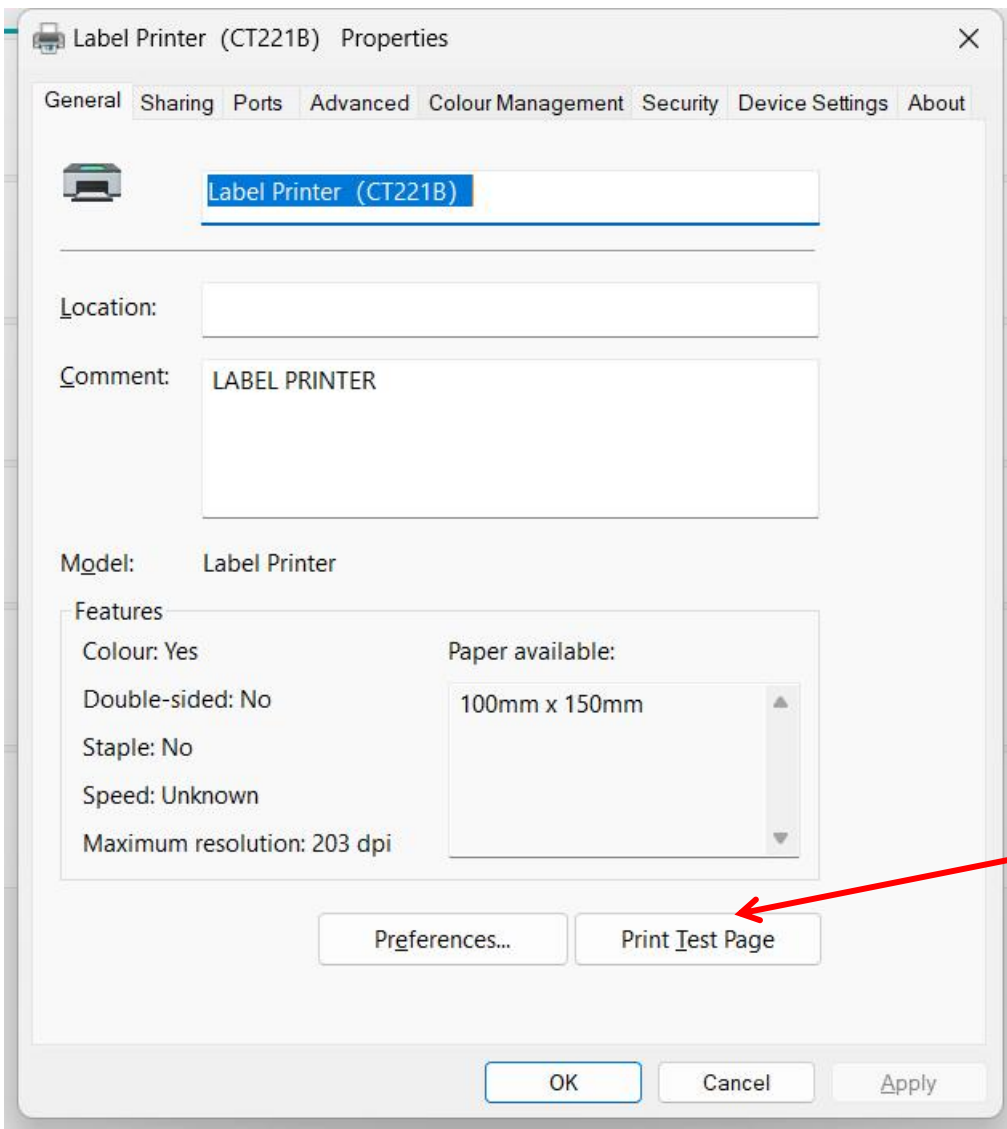 Label Printer (CT221B) Properties
General Sharing Ports Advanced Colour Management Security Device Settings About
Label Printer (CT221B)
Location:
Comment: LABEL PRINTER
Model: Label Printer
Features
Colour: Yes
Double-sided: No
Staple: No
Speed: Unknown
Maximum resolution: 203 dpi
Paper available:
100mm x 150mm
Preferences... Print Test Page
OK Cancel Apply